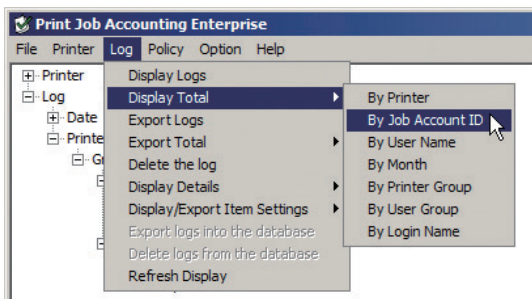 Print Job Accounting Enterprise
File Printer Log Policy Option Help
Printer
Log
Date
Display Logs
Display Total
Export Logs
Export Total
Delete the log
Display Details
Display/Export Item Settings
Export logs into the database
Delete logs from the database
Refresh Display
By Printer
By Job Account ID
By User Name
By Month
By Printer Group
By User Group
By Login Name